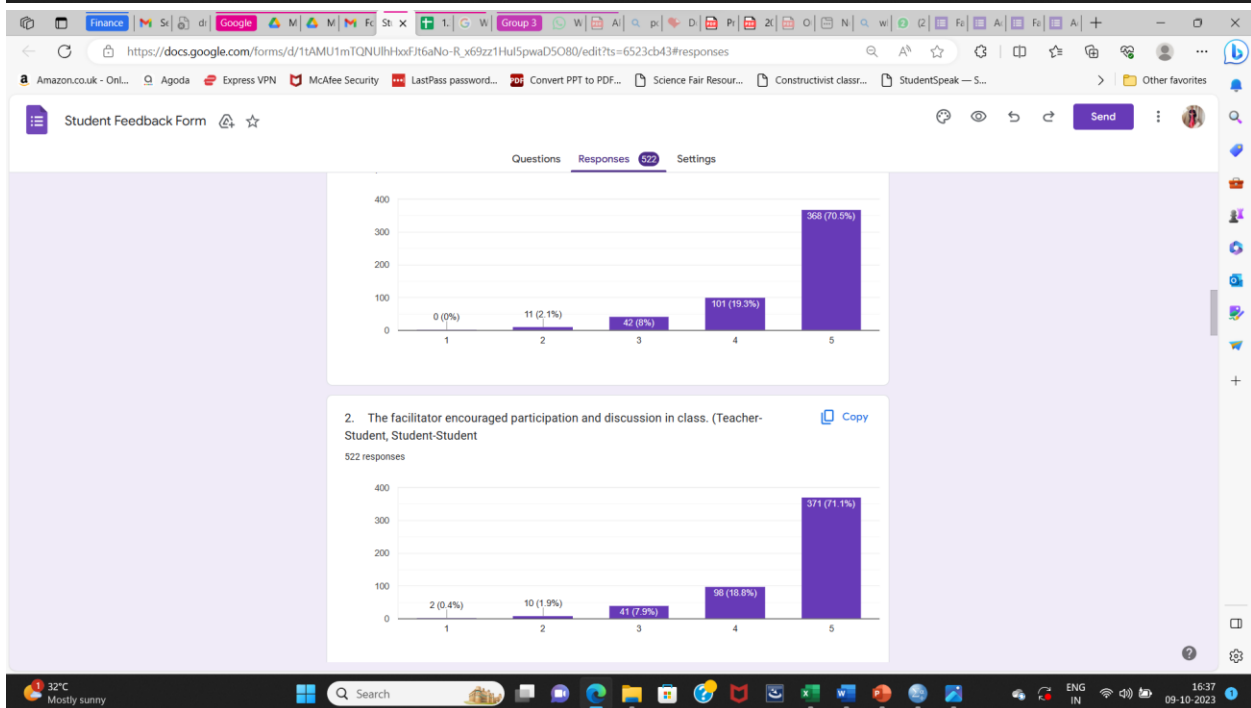 Finance
Google
Group 3
https://docs.google.com/forms/d/1tAMU1mTQNUlhHxxFJt6aNo-R_x69zz1Hul5pwaD5O80/edit?ts=6523cb43#responses
Amazon.co.uk - Onl... Agoda Express VPN McAfee Security LastPass password... Convert PPT to PDF... Science Fair Resour... Constructivist classr... StudentSpeak — S... Other favorites
Student Feedback Form
Send
Questions Responses 522 Settings
400
300
200
100
0
0 (0%) 11 (2.1%) 42 (8%) 101 (19.3%) 368 (70.5%)
1 2 3 4 5
2. The facilitator encouraged participation and discussion in class. (Teacher-
Student, Student-Student
Copy
522 responses
400
300
200
100
0
2 (0.4%) 10 (1.9%) 41 (7.9%) 98 (18.8%) 371 (71.1%)
1 2 3 4 5
32°C
Mostly sunny
Search
ENG
IN
16:37
09-10-2023